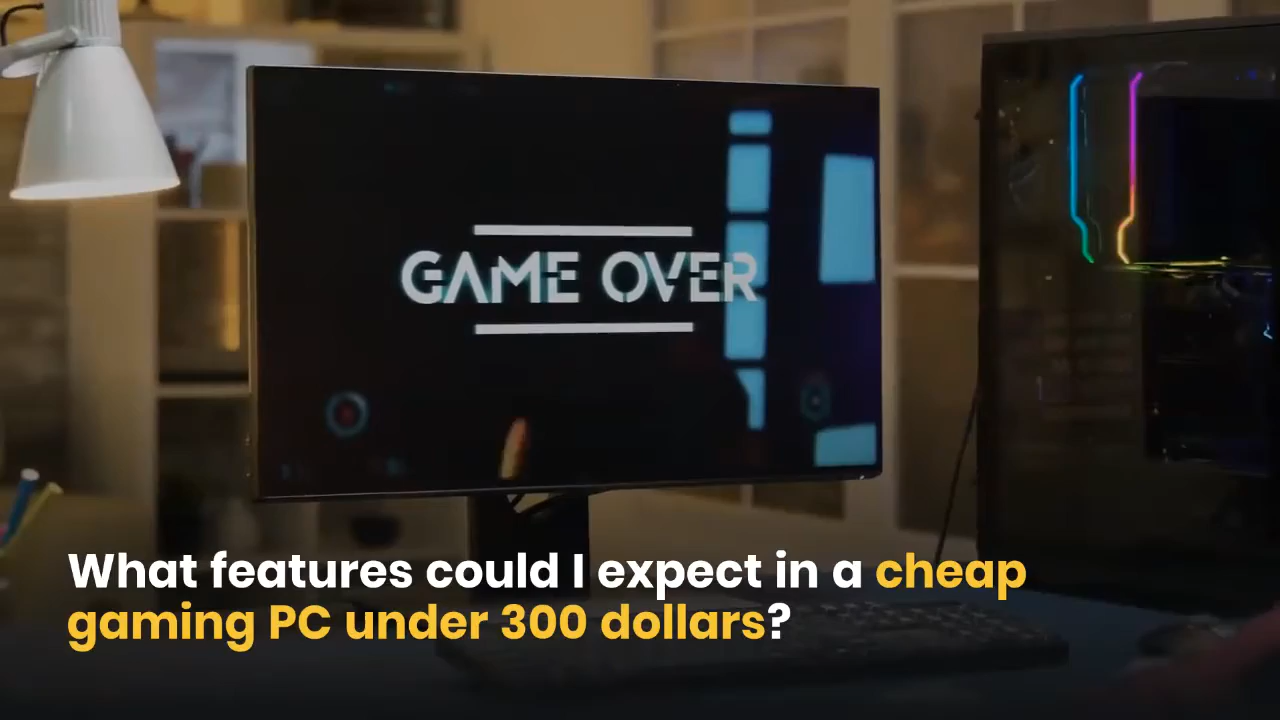 GAME OVER
What features could I expect in a cheap
gaming PC under 300 dollars?